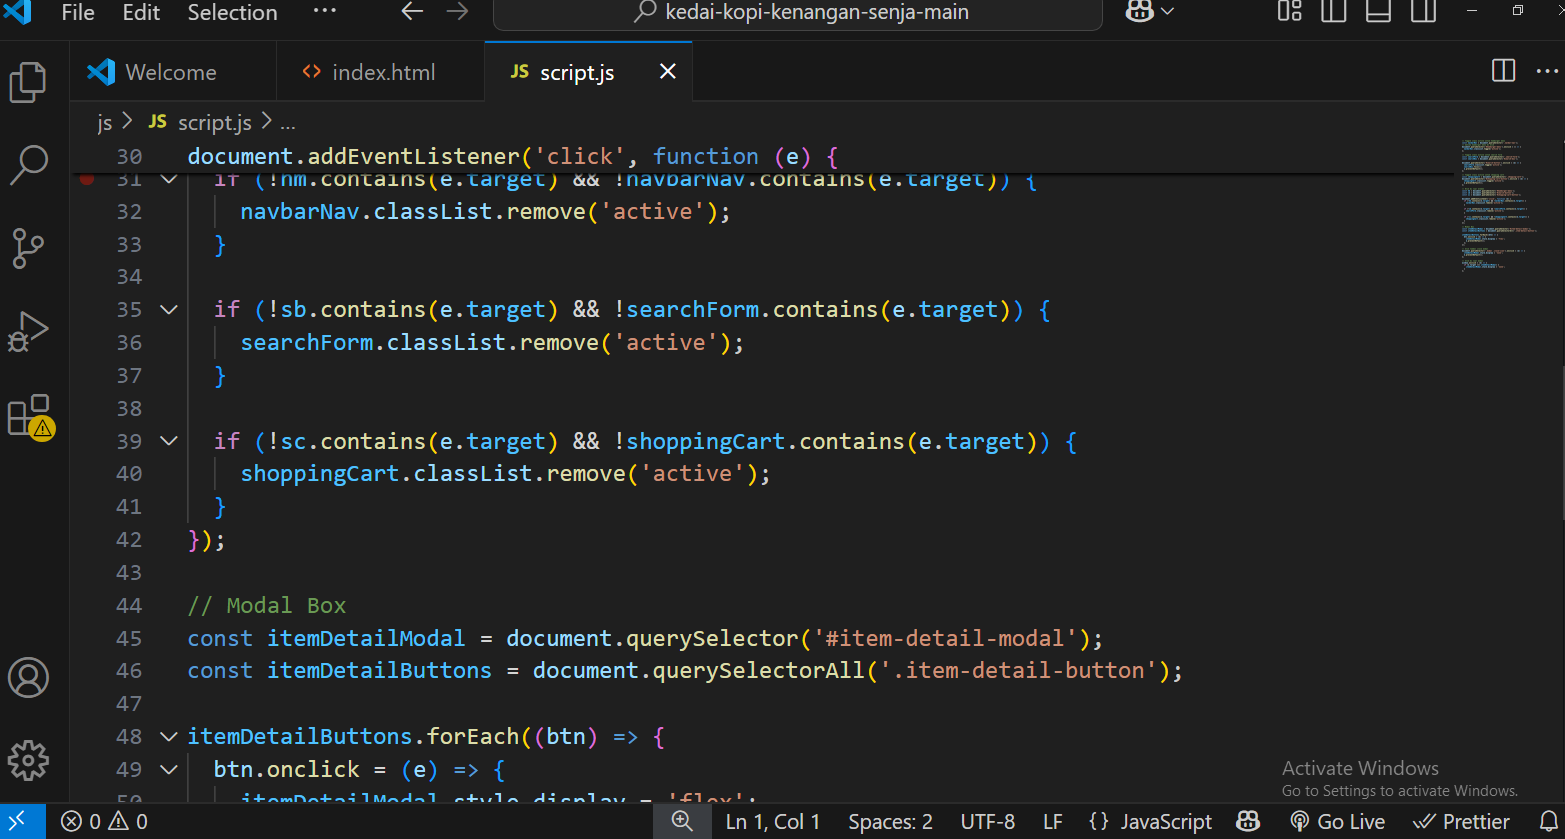 File Edit Selection ··· kedai-kopi-kenangan-senja-main
Welcome
index.html
JS script.js
js > JS script.js > ...
30 document.addEventListener('click', function (e) {
31 if (!hm.contains(e.target) && !navbarNav.contains(e.target)) {
32 navbarNav.classList.remove('active');
33 }
34
35 if (!sb.contains(e.target) && !searchForm.contains(e.target)) {
36 searchForm.classList.remove('active');
37 }
38
39 if (!sc.contains(e.target) && !shoppingCart.contains(e.target)) {
40 shoppingCart.classList.remove('active');
41 }
42 });
43
44 // Modal Box
45 const itemDetailModal = document.querySelector('#item-detail-modal');
46 const itemDetailButtons = document.querySelectorAll('.item-detail-button');
47
48 itemDetailButtons.forEach((btn) => {
49 btn.onclick = (e) => {
50 itemDetailModal.style.display = 'flex';
Activate Windows
Go to Settings to activate Windows.
0 0 Ln 1, Col 1 Spaces: 2 UTF-8 LF {} JavaScript Go Live Prettier